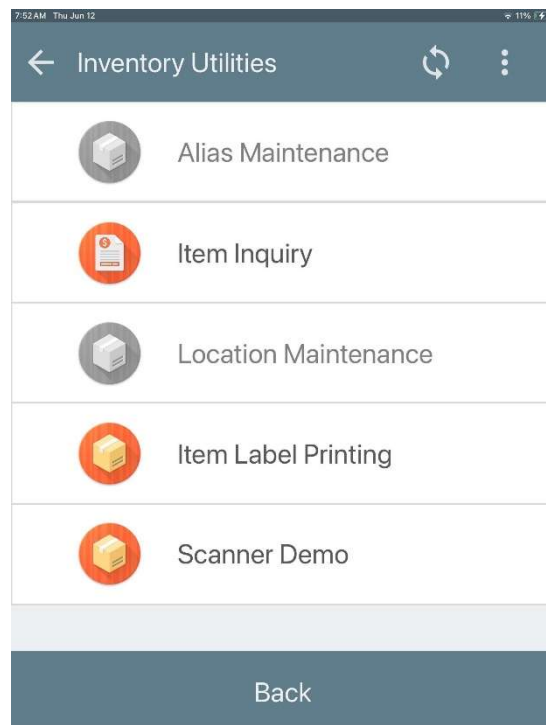 7:52 AM Thu Jun 12 11%
Inventory Utilities
Alias Maintenance
Item Inquiry
Location Maintenance
Item Label Printing
Scanner Demo
Back